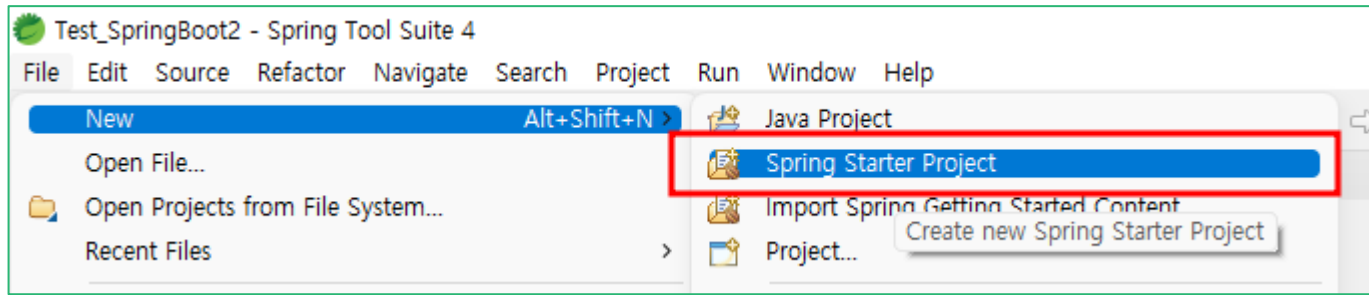 Test_SpringBoot2 - Spring Tool Suite 4
File Edit Source Refactor Navigate Search Project Run Window Help
New Alt+Shift+N >
Java Project
Open File...
Spring Starter Project
Open Projects from File System...
Import Spring Getting Started Content
Create new Spring Starter Project
Recent Files >
Project...